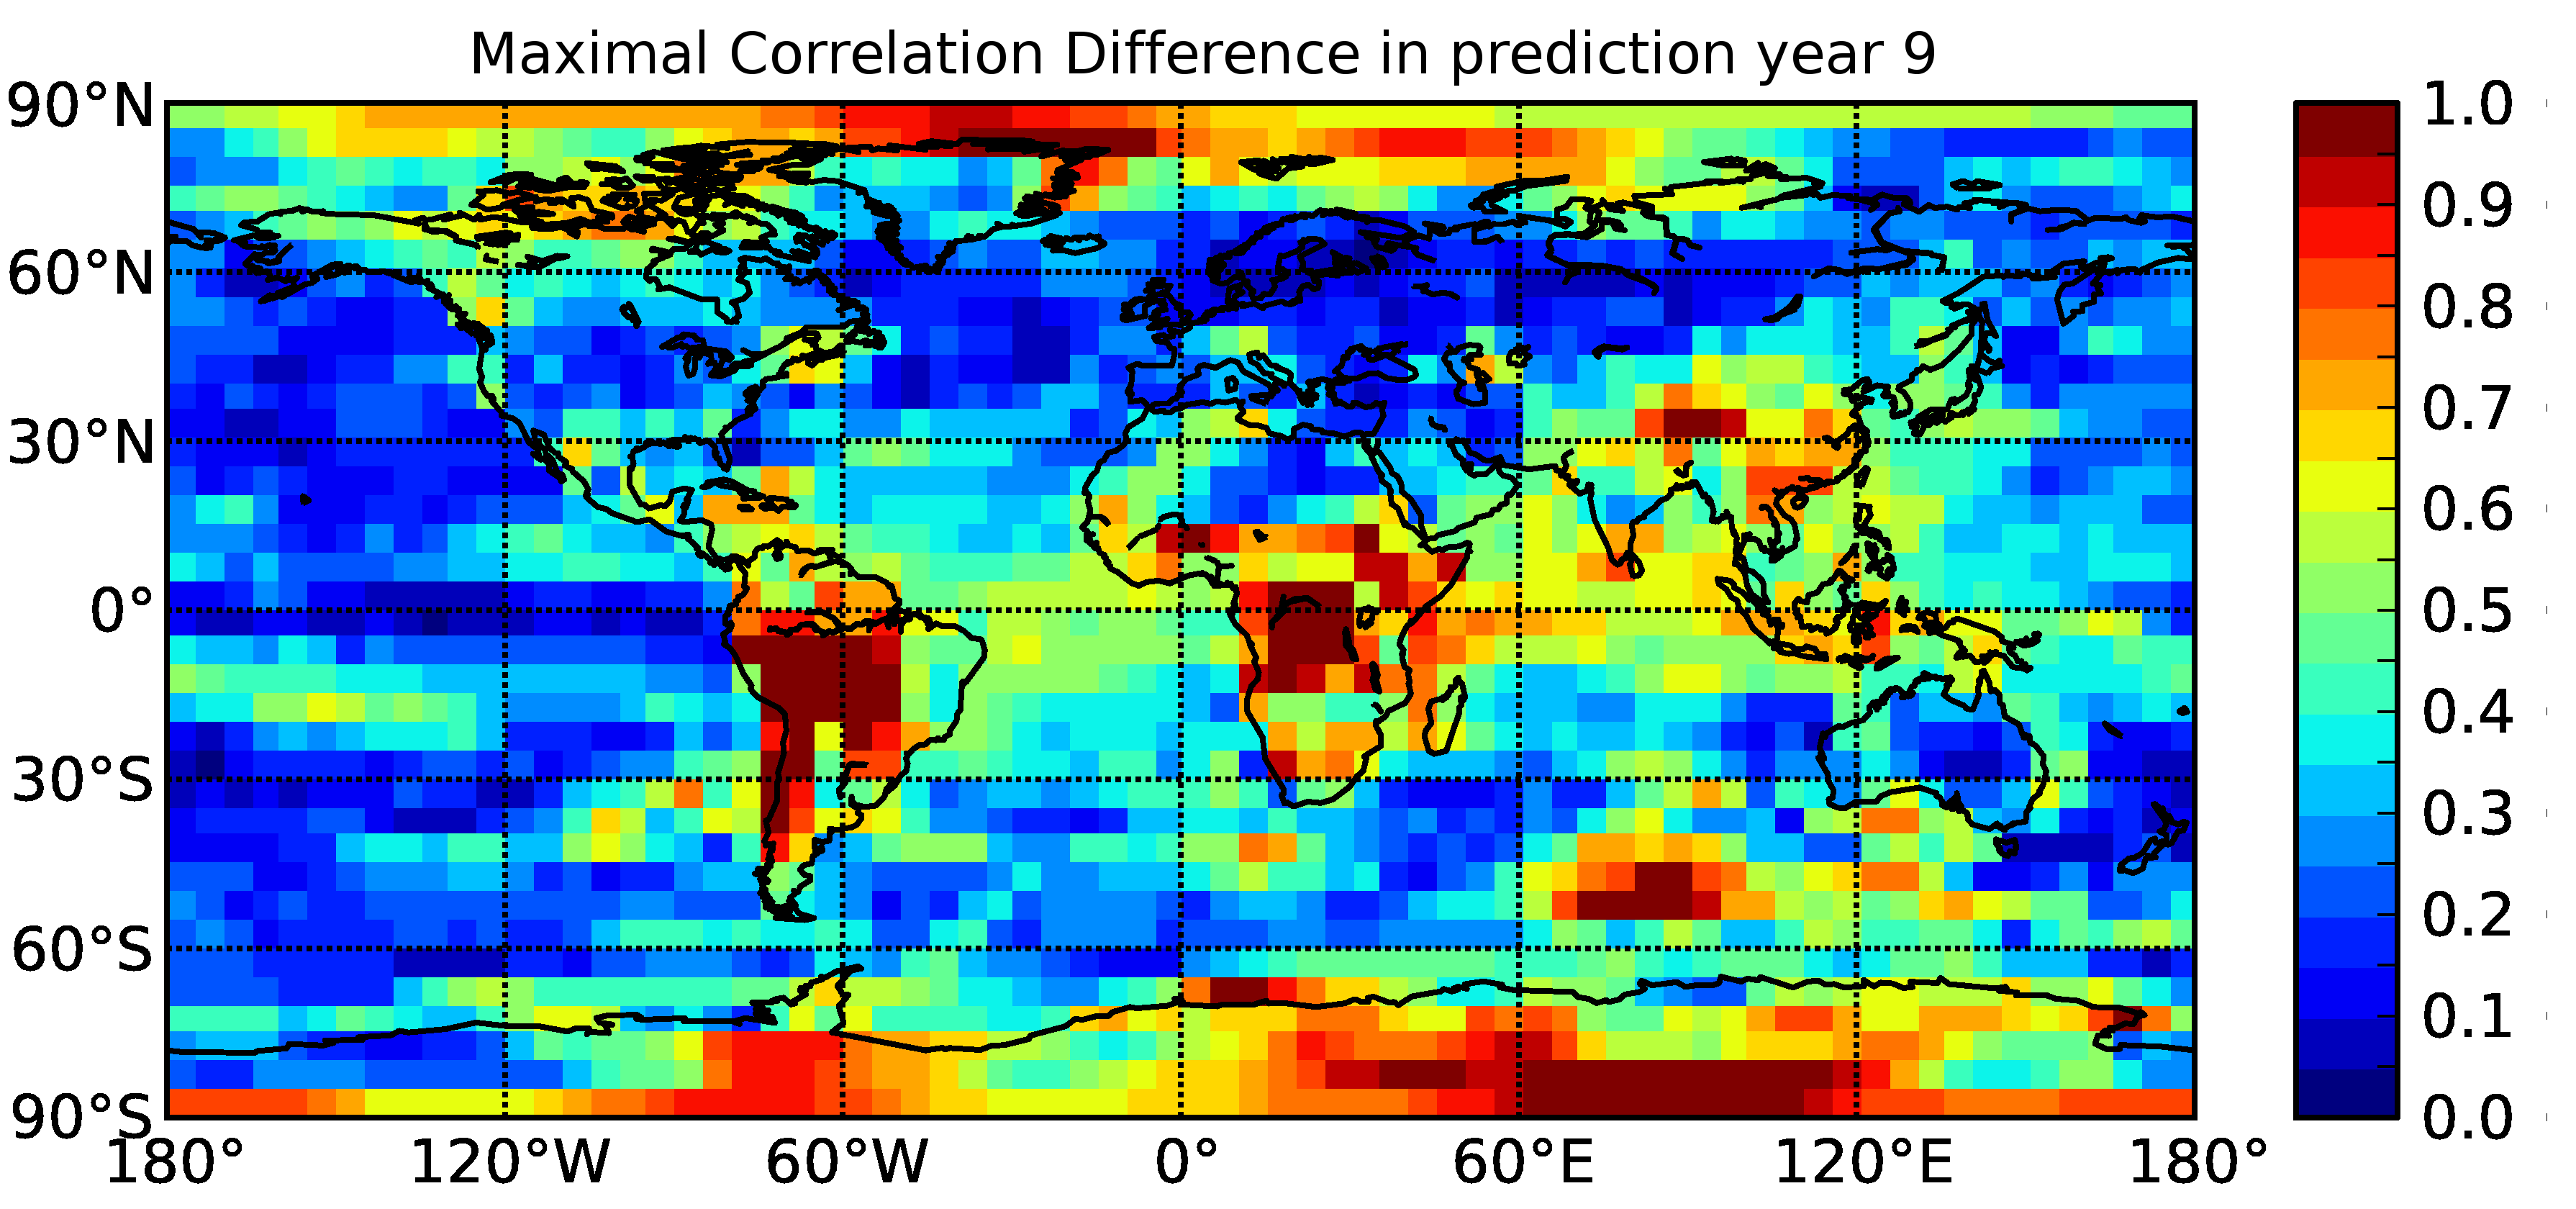 Maximal Correlation Difference in prediction year 9
90°N
60°N
30°N
0°
30°S
60°S
90°S
180° 120°W 60°W 0° 60°E 120°E 180°
1.0
0.9
0.8
0.7
0.6
0.5
0.4
0.3
0.2
0.1
0.0